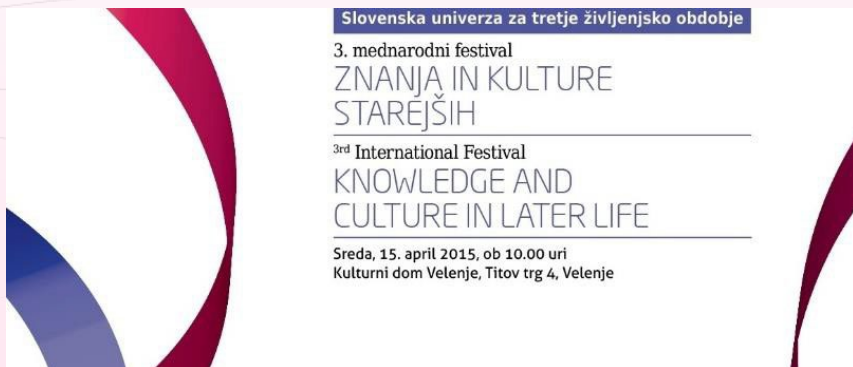 Slovenska univerza za tretje življenjsko obdobje
3. mednarodni festival
ZNANJA IN KULTURE
STAREJŠIH
3rd International Festival
KNOWLEDGE AND
CULTURE IN LATER LIFE
Sreda, 15. april 2015, ob 10.00 uri
Kulturni dom Velenje, Titov trg 4, Velenje